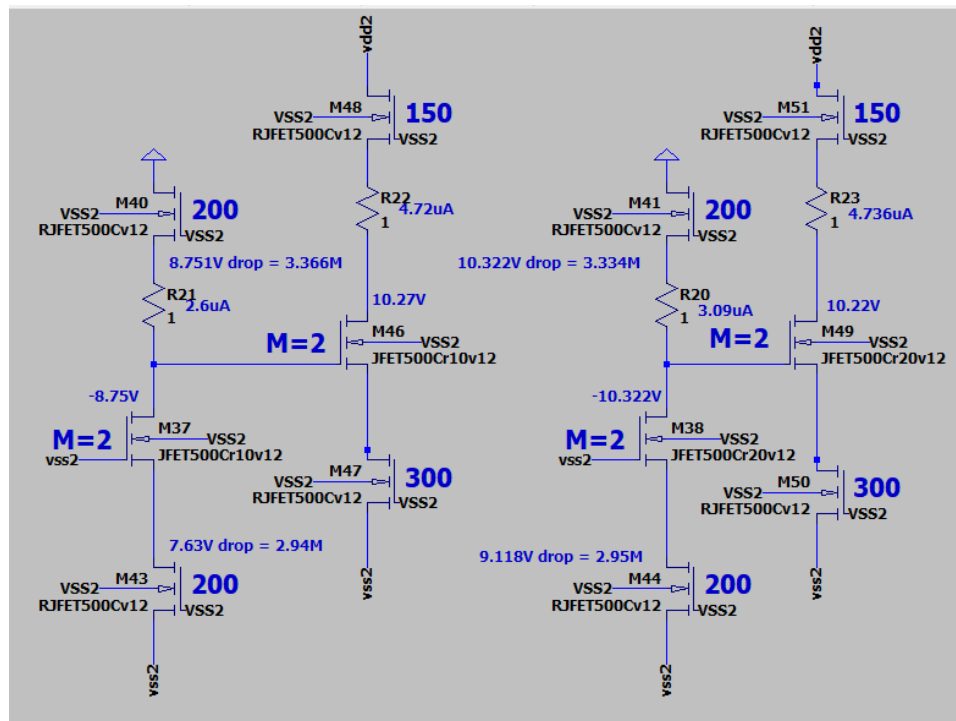 vdd2
M48
VSS2
150
RJFET500Cv12
VSS2
M40
VSS2
200
RJFET500Cv12
VSS2
R22
4.72uA
1
8.751V drop = 3.366M
R21
2.6uA
1
10.27V
M46
M=2
VSS2
JFET500Cr10v12
-8.75V
M37
M=2
VSS2
vss2
JFET500Cr10v12
M47
VSS2
300
RJFET500Cv12
VSS2
7.63V drop = 2.94M
M43
VSS2
200
RJFET500Cv12
VSS2
vss2
vss2
vdd2
M51
VSS2
150
RJFET500Cv12
VSS2
M41
VSS2
200
RJFET500Cv12
VSS2
R23
4.736uA
1
10.322V drop = 3.334M
R20
3.09uA
1
10.22V
M49
M=2
VSS2
JFET500Cr20v12
-10.322V
M38
M=2
VSS2
vss2
JFET500Cr20v12
M50
VSS2
300
RJFET500Cv12
VSS2
9.118V drop = 2.95M
M44
VSS2
200
RJFET500Cv12
VSS2
vss2
vss2